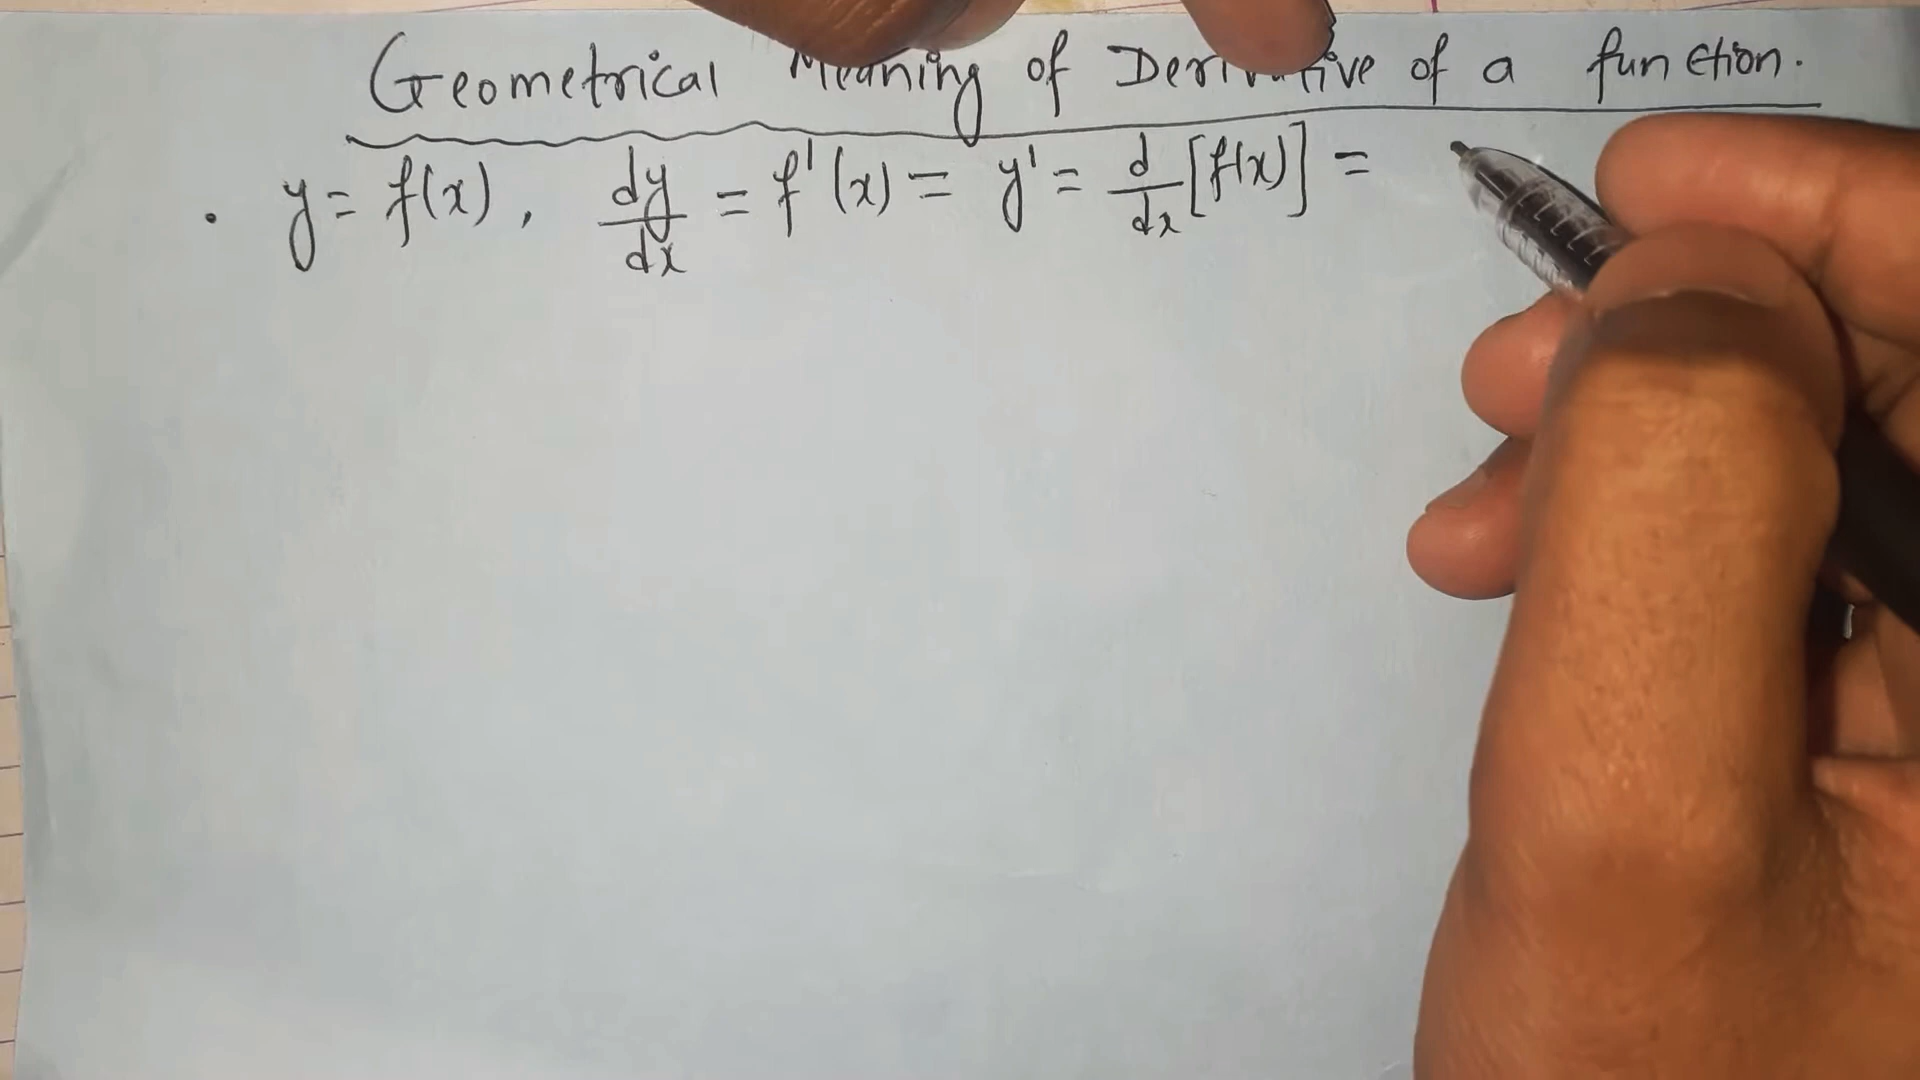 Geometrical Meaning of Derivative of a function.
. y = f(x), dy/dx = f'(x) = y' = d/dx [f(x)] =